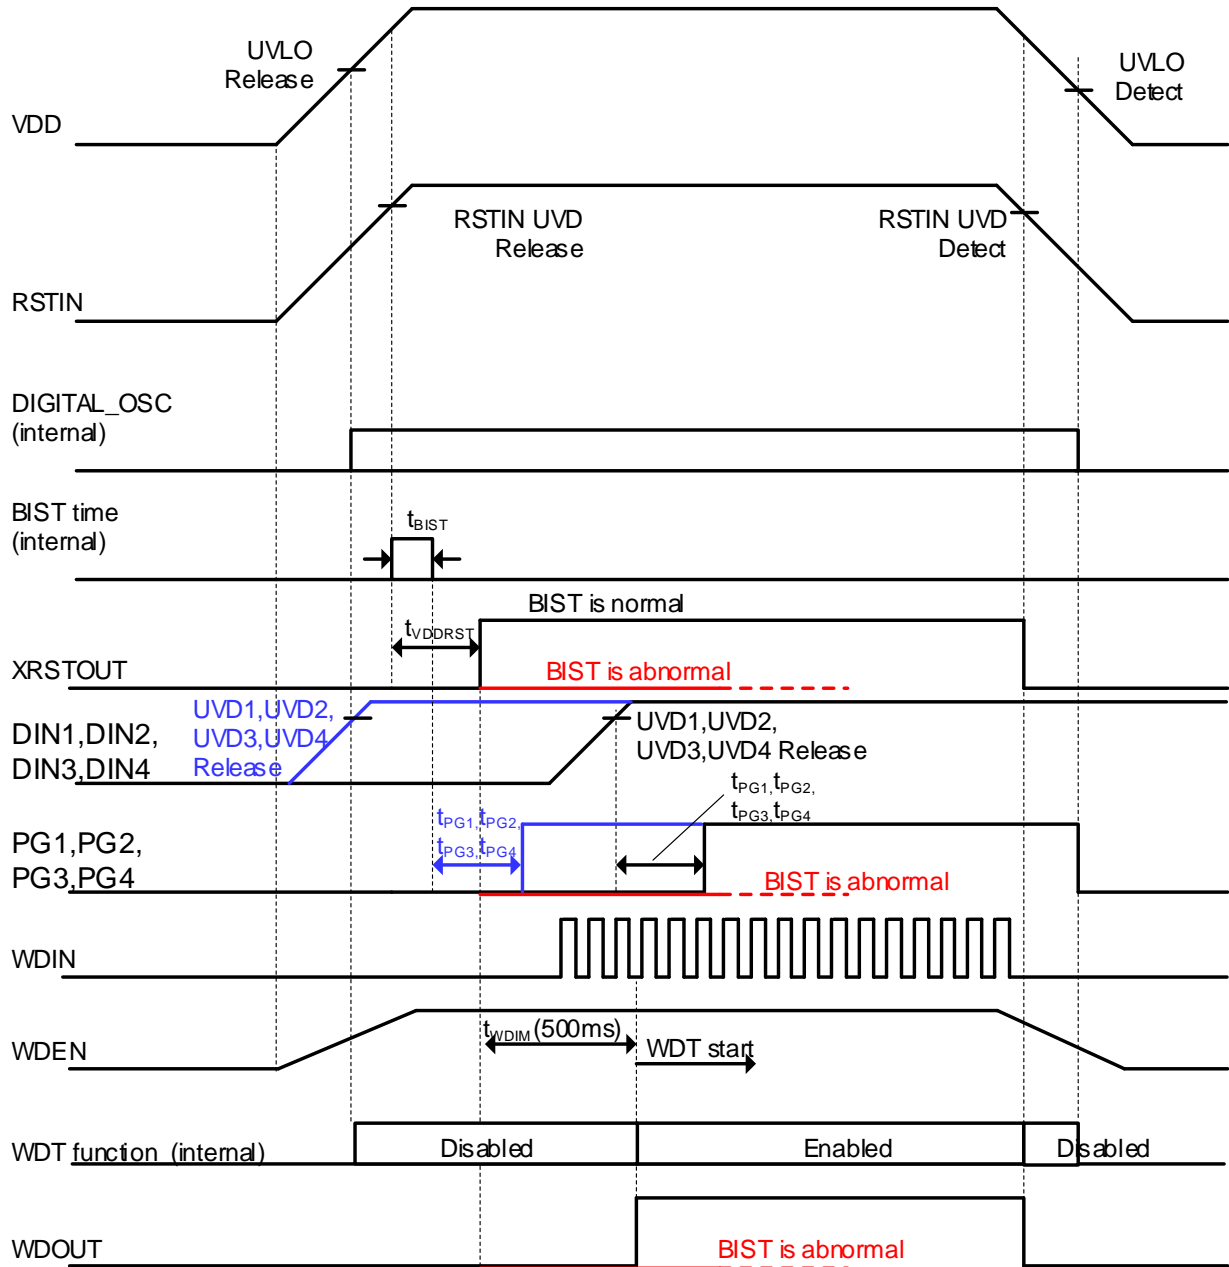 UVLO
Release
UVLO
Detect
VDD
RSTIN UVD
Release
RSTIN UVD
Detect
RSTIN
DIGITAL_OSC
(internal)
BIST time
(internal)
tBIST
BIST is normal
tVDDRST
XRSTOUT
BIST is abnormal
UVD1,UVD2,
UVD3,UVD4
Release
DIN1,DIN2,
DIN3,DIN4
UVD1,UVD2,
UVD3,UVD4 Release
tPG1,tPG2,
tPG3,tPG4
tPG1,tPG2,
tPG3,tPG4
PG1,PG2,
PG3,PG4
BIST is abnormal
WDIN
tWDIM (500ms)
WDEN
WDT start
WDT function (internal)
Disabled
Enabled
Disabled
WDOUT
BIST is abnormal